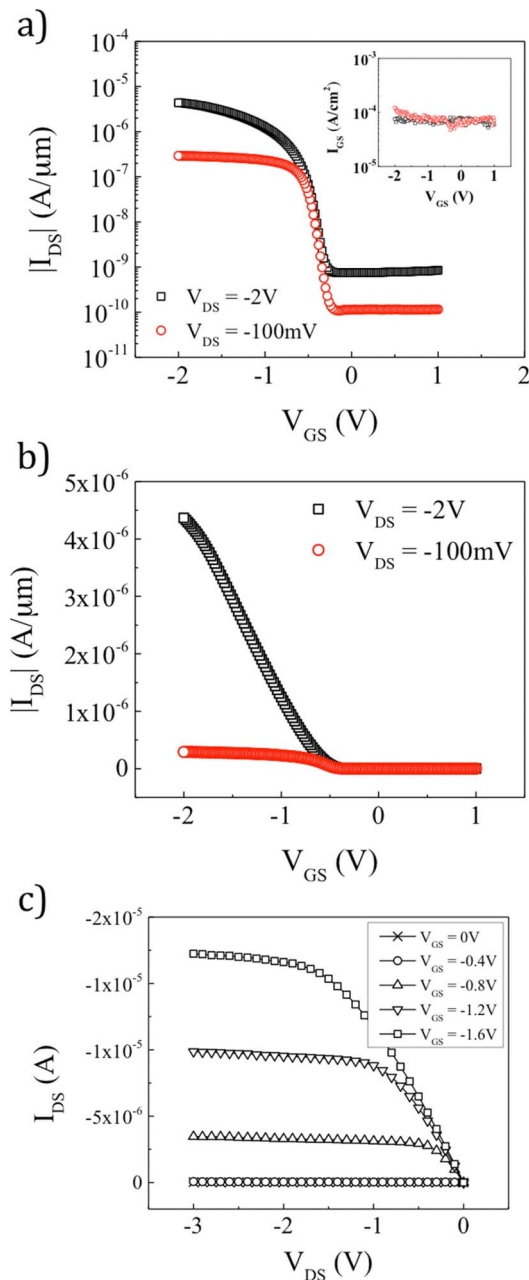 a)
|I_DS| (A/μm)
10⁻⁴
10⁻⁵
10⁻⁶
10⁻⁷
10⁻⁸
10⁻⁹
10⁻¹⁰
10⁻¹¹
V_DS = -2V
V_DS = -100mV
-2 -1 0 1 2
V_GS (V)
I_GS (A/cm²)
10⁻³
10⁻⁴
10⁻⁵
-2 -1 0 1
V_GS (V)
b)
|I_DS| (A/μm)
5x10⁻⁶
4x10⁻⁶
3x10⁻⁶
2x10⁻⁶
1x10⁻⁶
0
V_DS = -2V
V_DS = -100mV
-2 -1 0 1
V_GS (V)
c)
I_DS (A)
-2x10⁻⁵
-1x10⁻⁵
-1x10⁻⁵
-5x10⁻⁶
0
V_GS = 0V
V_GS = -0.4V
V_GS = -0.8V
V_GS = -1.2V
V_GS = -1.6V
-3 -2 -1 0
V_DS (V)